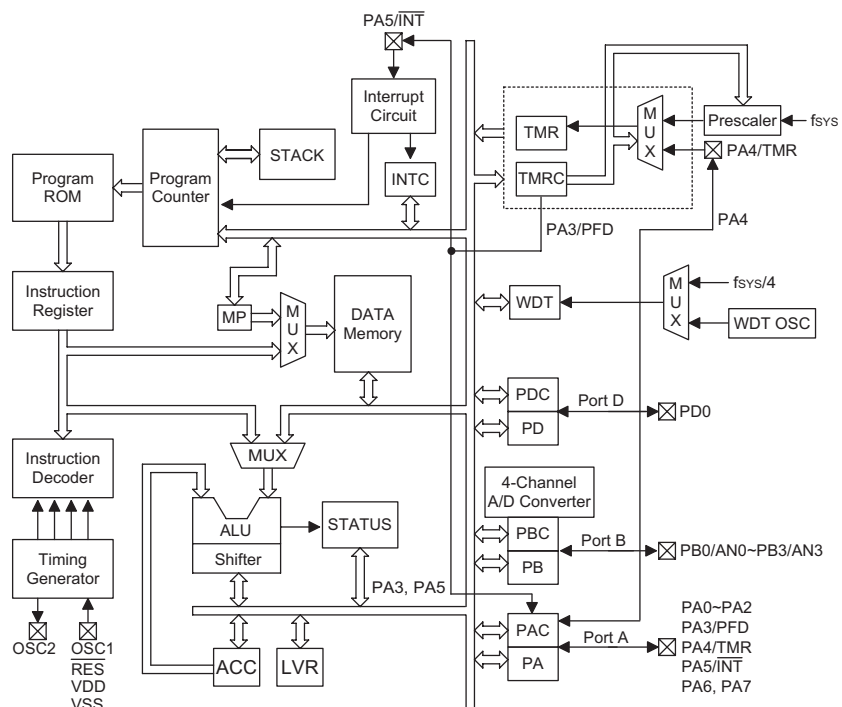 PA5/INT
Interrupt
Circuit
STACK
INTC
Program
ROM
Program
Counter
TMR
TMRC
M
U
X
Prescaler
fSYS
PA4/TMR
PA4
PA3/PFD
Instruction
Register
MP
M
U
X
DATA
Memory
WDT
M
U
X
fSYS/4
WDT OSC
PDC
PD
Port D
PD0
MUX
Instruction
Decoder
ALU
Shifter
STATUS
4-Channel
A/D Converter
PBC
PB
Port B
PB0/AN0~PB3/AN3
Timing
Generator
PA3, PA5
OSC2
OSC1
RES
VDD
VSS
ACC
LVR
PAC
PA
Port A
PA0~PA2
PA3/PFD
PA4/TMR
PA5/INT
PA6, PA7